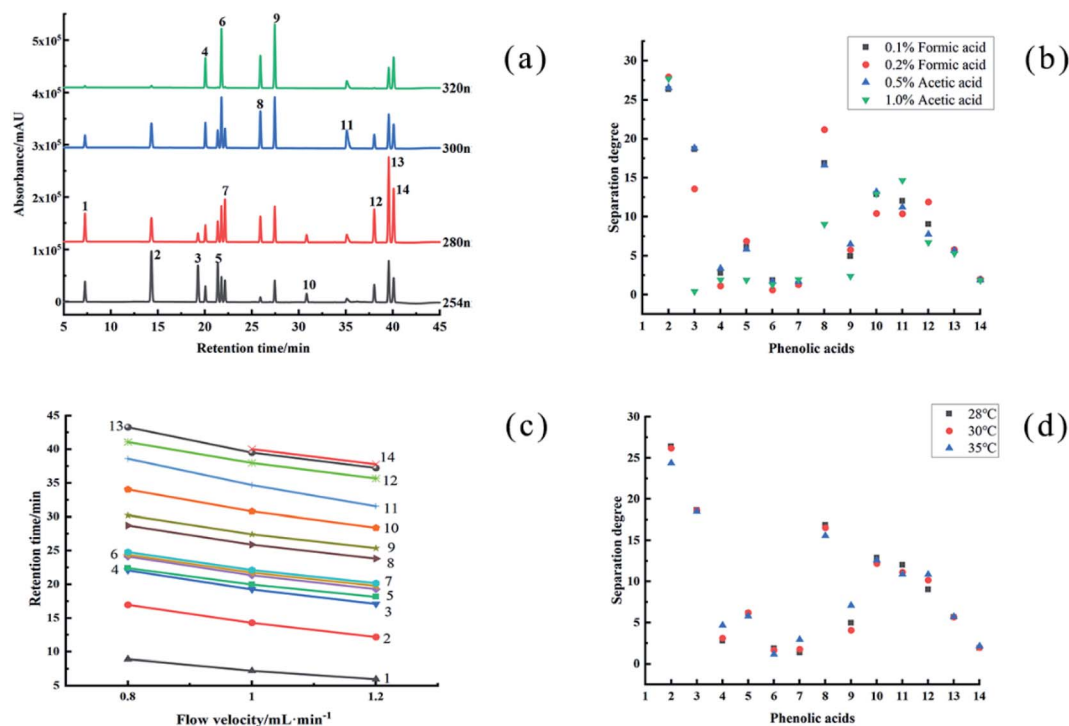 (a)
5x10⁵
4x10⁵
3x10⁵
2x10⁵
1x10⁵
0
Absorbance/mAU
1
2
3
4
5
6
7
8
9
10
11
12
13
14
320n
300n
280n
254n
5 10 15 20 25 30 35 40 45
Retention time/min
(b)
0.1% Formic acid
0.2% Formic acid
0.5% Acetic acid
1.0% Acetic acid
30
25
20
15
10
5
0
Separation degree
1 2 3 4 5 6 7 8 9 10 11 12 13 14
Phenolic acids
(c)
45
40
35
30
25
20
15
10
5
Retention time/min
13
6
4
14
12
11
10
9
8
7
5
3
2
1
0.8 1 1.2
Flow velocity/mL·min⁻¹
(d)
28℃
30℃
35℃
30
25
20
15
10
5
0
Separation degree
1 2 3 4 5 6 7 8 9 10 11 12 13 14
Phenolic acids